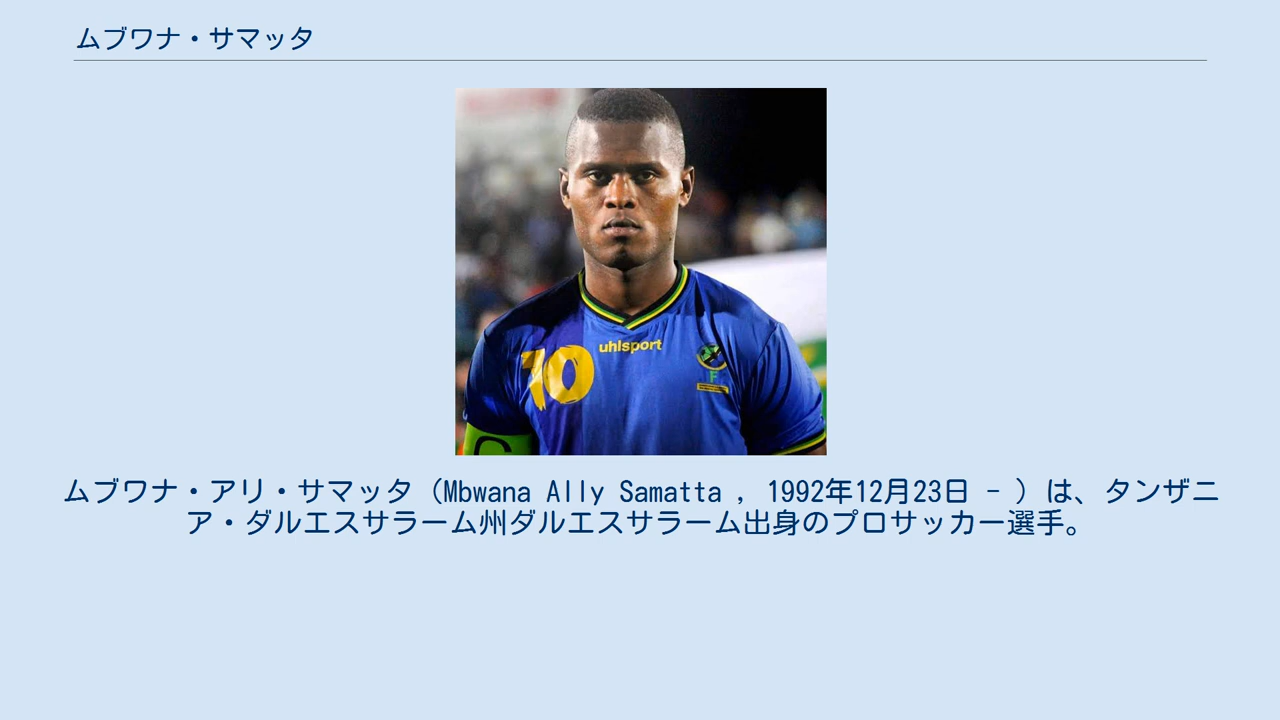 ムブワナ・サマッタ
10
uhlsport
F
C
ムブワナ・アリ・サマッタ（Mbwana Ally Samatta , 1992年12月23日 - ）は、タンザニ
ア・ダルエスサラーム州ダルエスサラーム出身のプロサッカー選手。